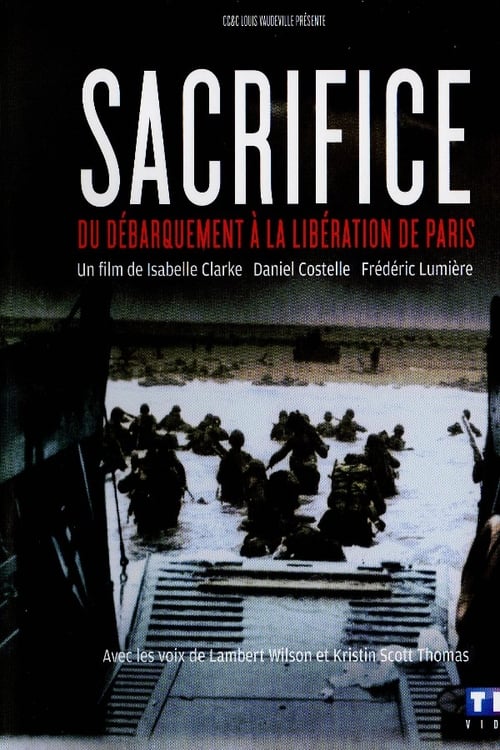 CC&C LOUIS VAUDEVILLE PRÉSENTE
SACRIFICE
DU DÉBARQUEMENT À LA LIBÉRATION DE PARIS
Un film de Isabelle Clarke Daniel Costelle Frédéric Lumière
Avec les voix de Lambert Wilson et Kristin Scott Thomas